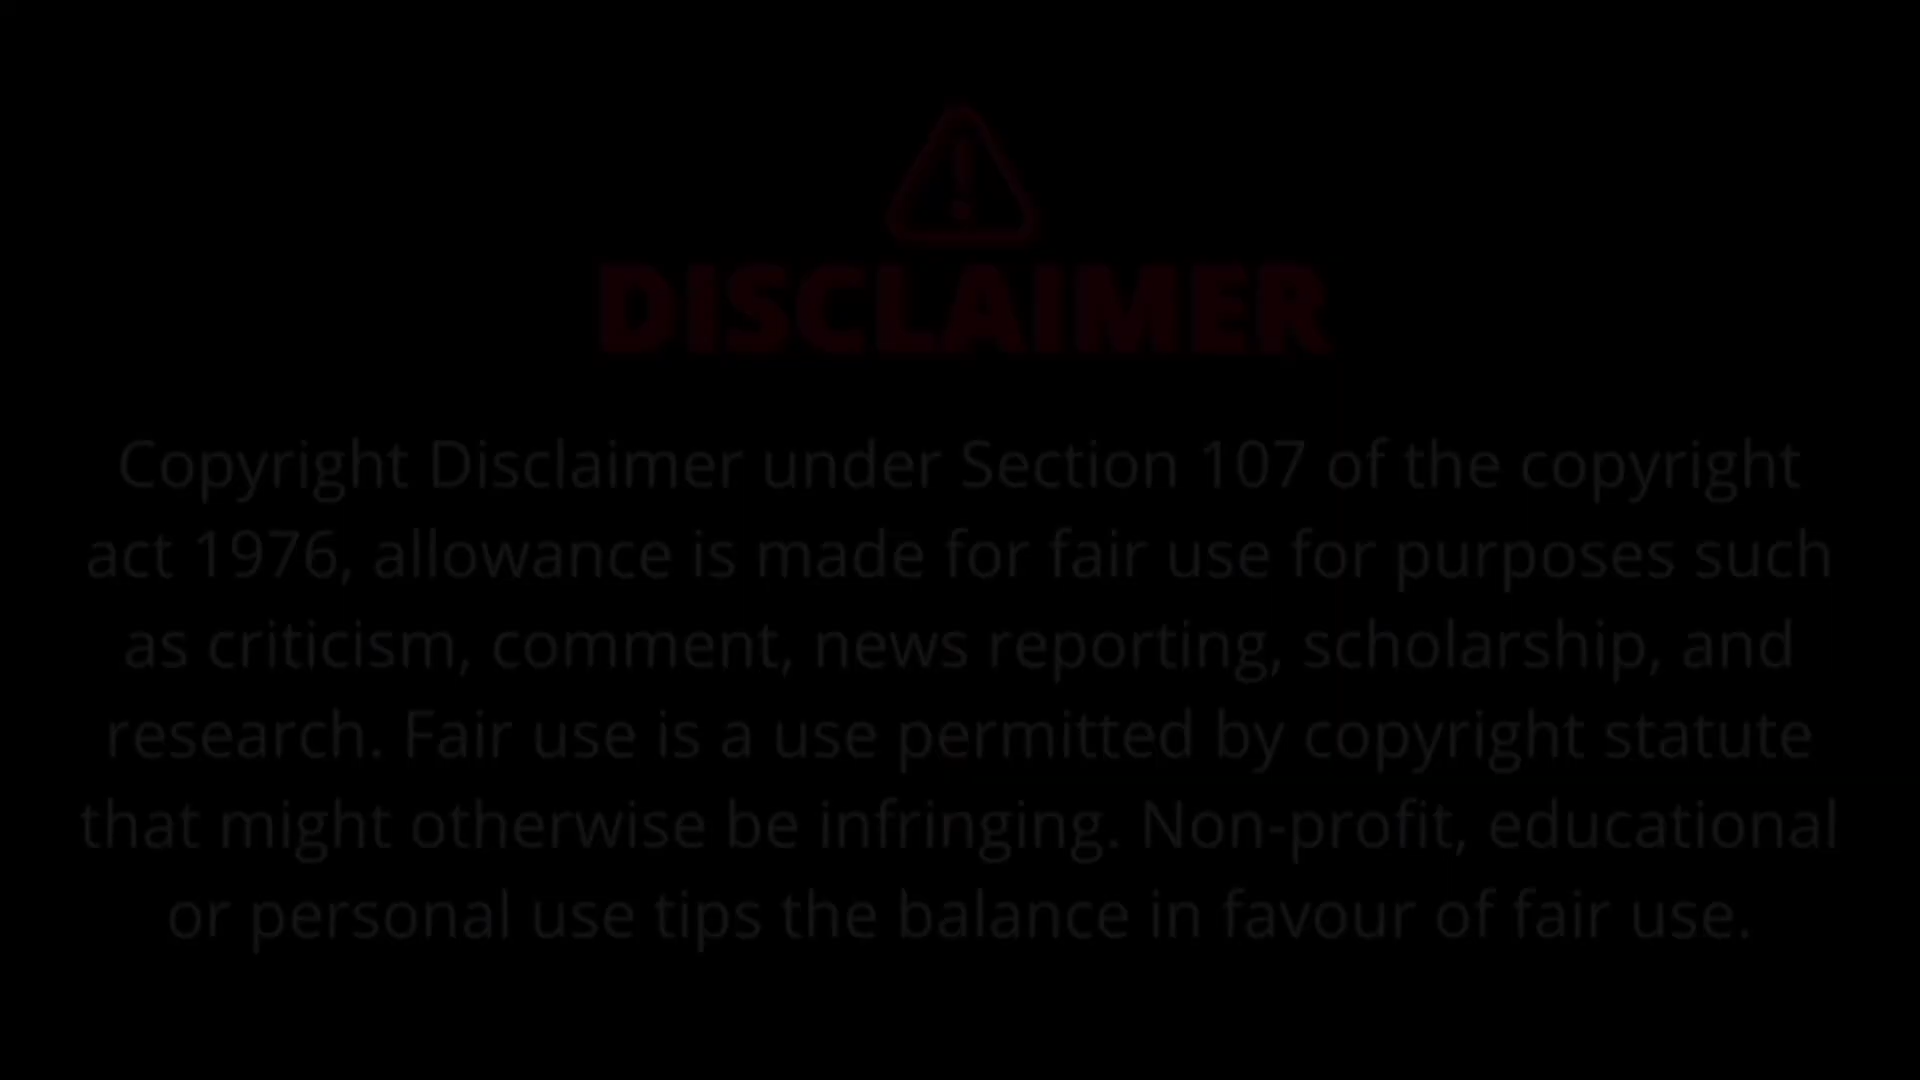 DISCLAIMER
Copyright Disclaimer under Section 107 of the copyright
act 1976, allowance is made for fair use for purposes such
as criticism, comment, news reporting, scholarship, and
research. Fair use is a use permitted by copyright statute
that might otherwise be infringing. Non-profit, educational
or personal use tips the balance in favour of fair use.